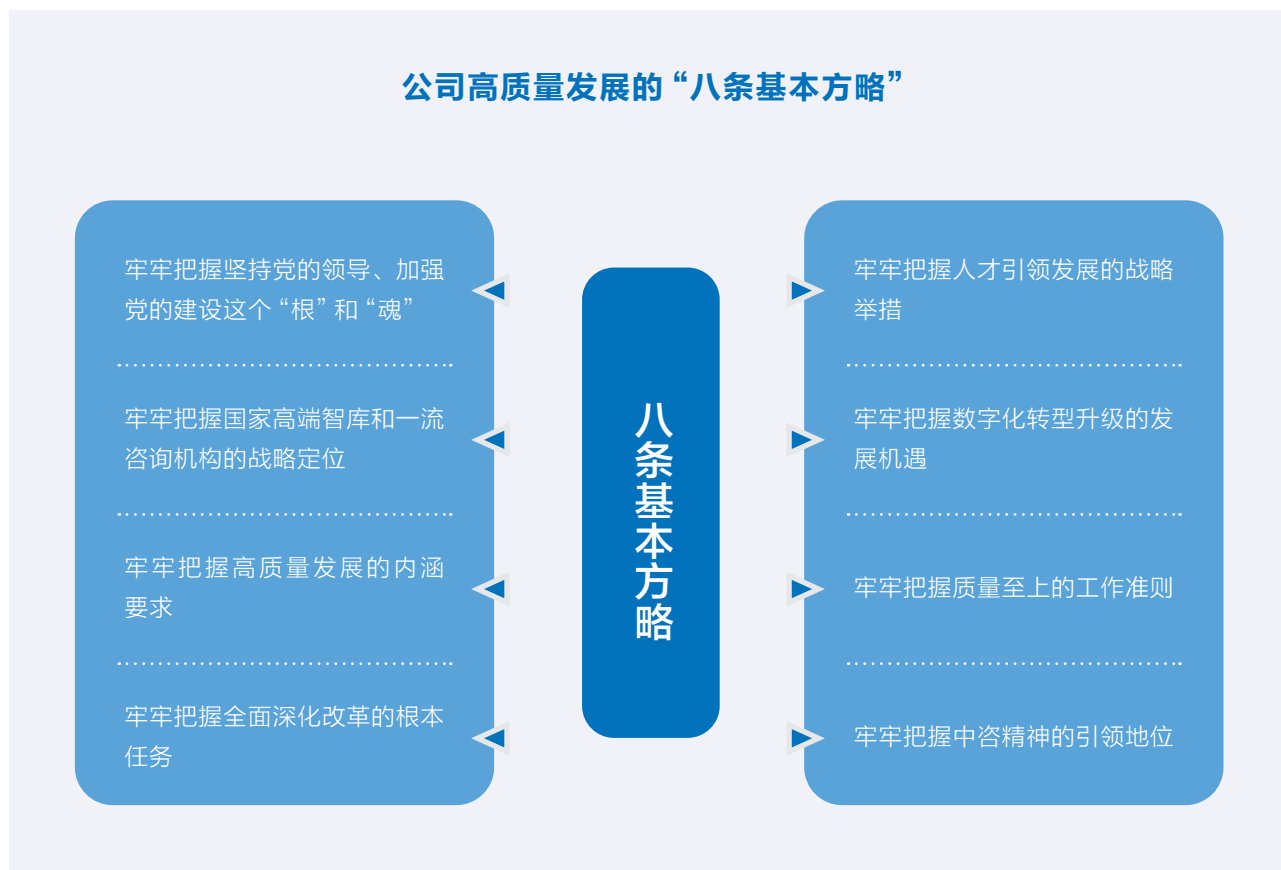 公司高质量发展的“八条基本方略”
牢牢把握坚持党的领导、加强
党的建设这个“根”和“魂”
牢牢把握国家高端智库和一流
咨询机构的战略定位
牢牢把握高质量发展的内涵
要求
牢牢把握全面深化改革的根本
任务
八条基本方略
牢牢把握人才引领发展的战略
举措
牢牢把握数字化转型升级的发
展机遇
牢牢把握质量至上的工作准则
牢牢把握中咨精神的引领地位